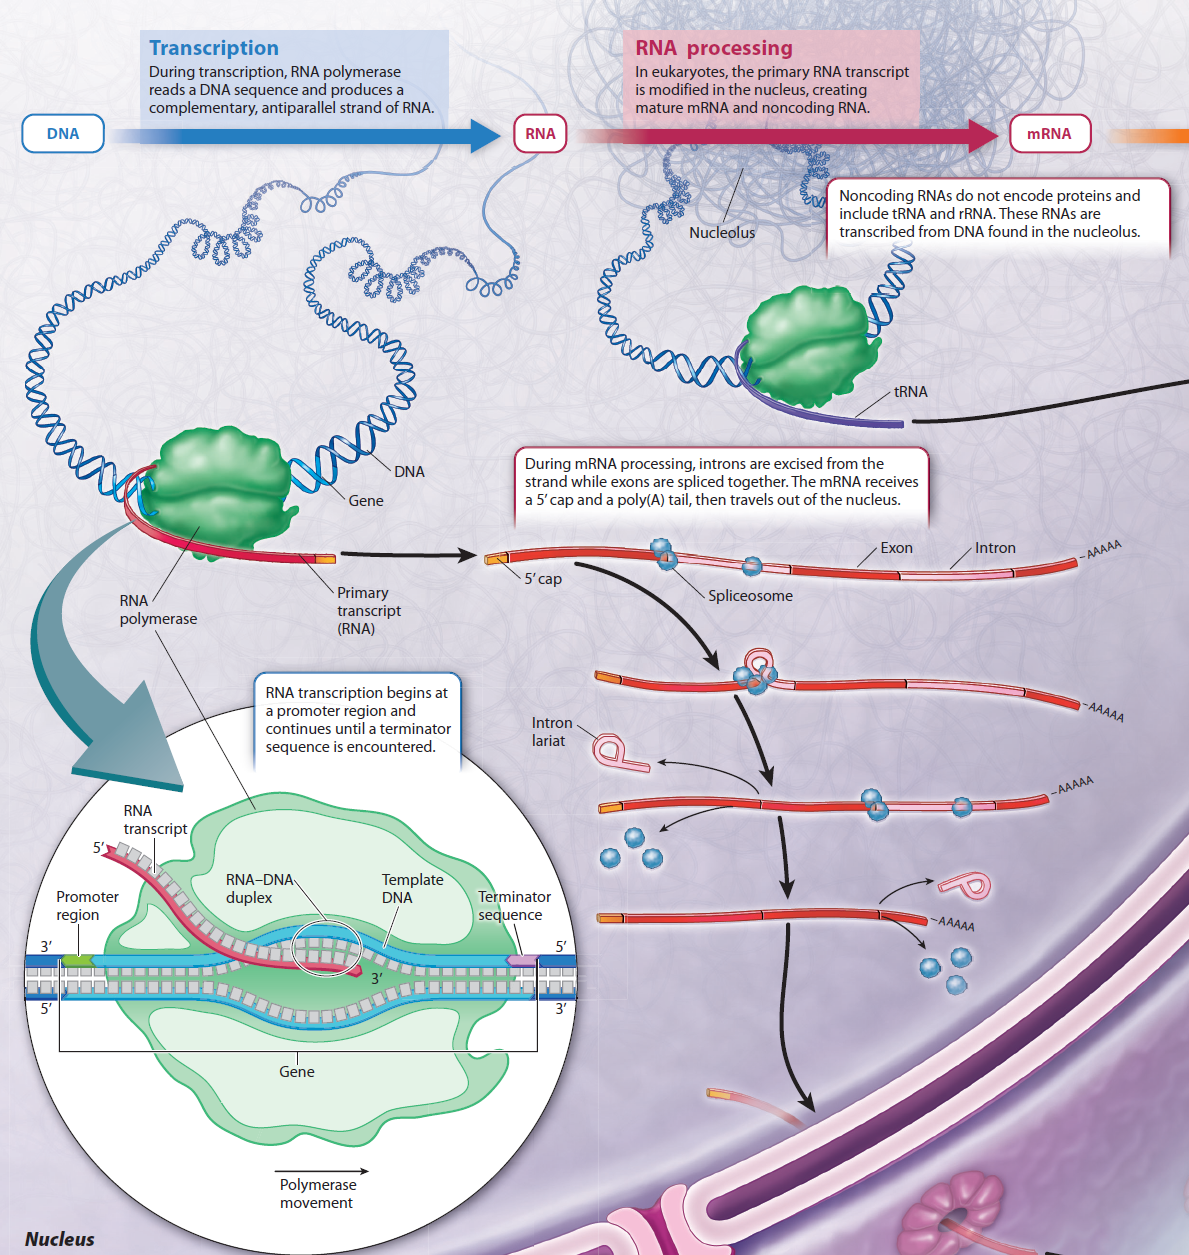 Transcription
During transcription, RNA polymerase
reads a DNA sequence and produces a
complementary, antiparallel strand of RNA.
RNA processing
In eukaryotes, the primary RNA transcript
is modified in the nucleus, creating
mature mRNA and noncoding RNA.
DNA
RNA
mRNA
Noncoding RNAs do not encode proteins and
include tRNA and rRNA. These RNAs are
transcribed from DNA found in the nucleolus.
Nucleolus
tRNA
DNA
Gene
During mRNA processing, introns are excised from the
strand while exons are spliced together. The mRNA receives
a 5′ cap and a poly(A) tail, then travels out of the nucleus.
Exon
Intron
-AAAAA
5′ cap
Spliceosome
RNA
polymerase
Primary
transcript
(RNA)
RNA transcription begins at
a promoter region and
continues until a terminator
sequence is encountered.
-AAAAA
Intron
lariat
-AAAAA
RNA
transcript
5′
RNA–DNA
duplex
Template
DNA
Promoter
region
Terminator
sequence
-AAAAA
3′
5′
3′
5′
3′
Gene
Polymerase
movement
Nucleus